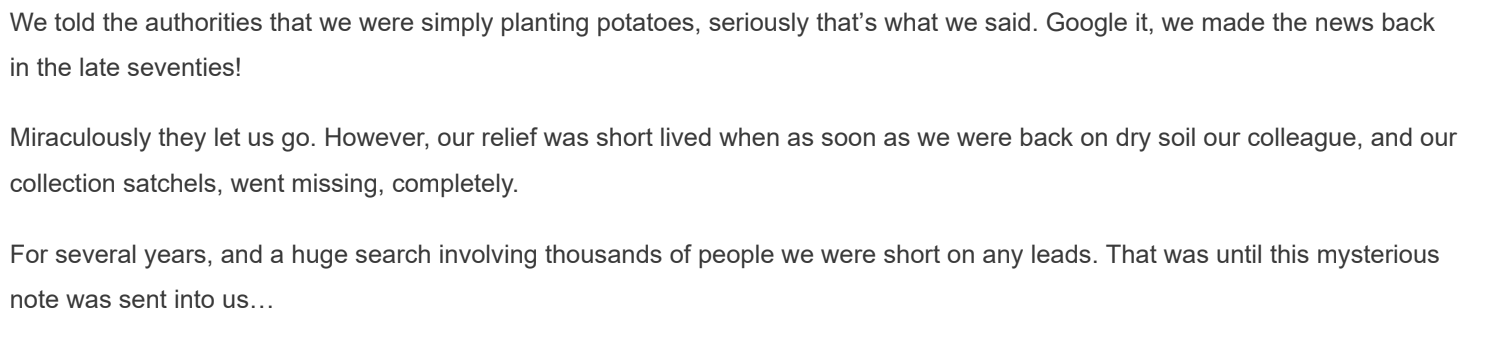 We told the authorities that we were simply planting potatoes, seriously that’s what we said. Google it, we made the news back
in the late seventies!
Miraculously they let us go. However, our relief was short lived when as soon as we were back on dry soil our colleague, and our
collection satchels, went missing, completely.
For several years, and a huge search involving thousands of people we were short on any leads. That was until this mysterious
note was sent into us…